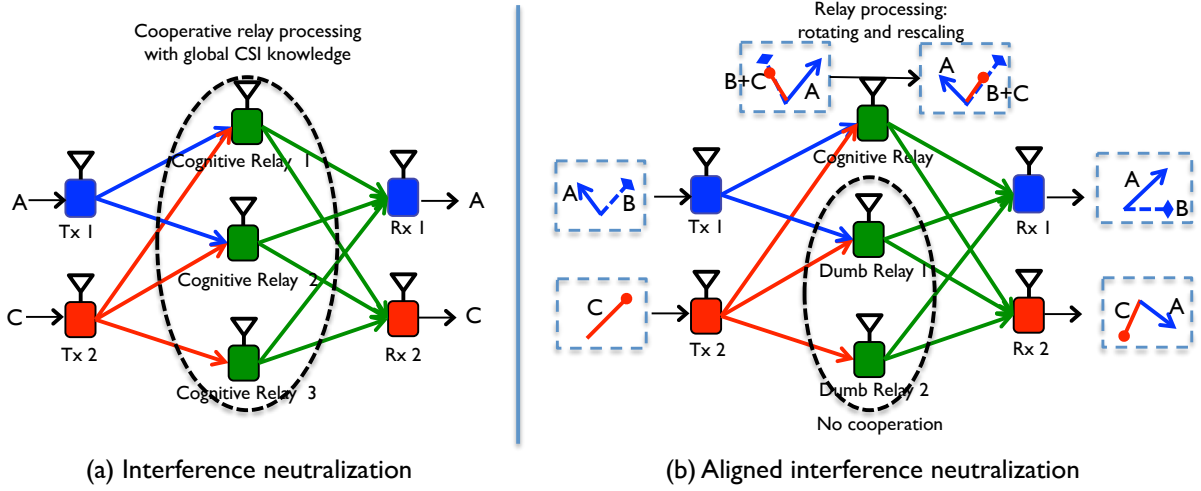 Cooperative relay processing
with global CSI knowledge
Cognitive Relay 1
A
Tx 1
Rx 1
A
Cognitive Relay 2
C
Tx 2
Rx 2
C
Cognitive Relay 3
(a) Interference neutralization
Relay processing:
rotating and rescaling
B+C
A
A
B+C
Cognitive Relay
A
B
Tx 1
Rx 1
A
B
Dumb Relay 1
C
Tx 2
Rx 2
C
A
Dumb Relay 2
No cooperation
(b) Aligned interference neutralization